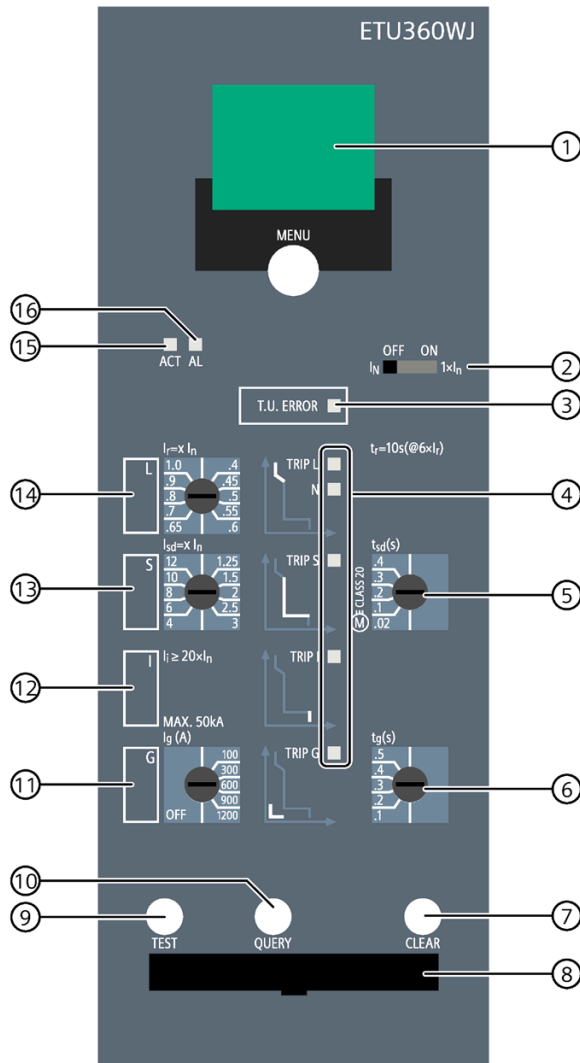 ETU360WJ
1
MENU
16
15
ACT AL
OFF ON
IN 1×In
2
T.U. ERROR
3
Ir=x In
tr=10s(@6×Ir)
L
1.0 .4
.9 .45
.8 .5
.7 .55
.65 .6
TRIP L
N
4
14
Isd=x In
tsd(s)
S
12 1.25
10 1.5
8 2
6 2.5
4 3
TRIP S
CLASS 20
M
.4
.3
.2
.1
.02
13
5
I
Ii ≥ 20×In
TRIP
12
MAX. 50kA
Ig (A)
tg(s)
G
100
300
600
900
OFF 1200
TRIP G
.5
.4
.3
.2
.1
11
6
10
9
7
TEST QUERY CLEAR
8